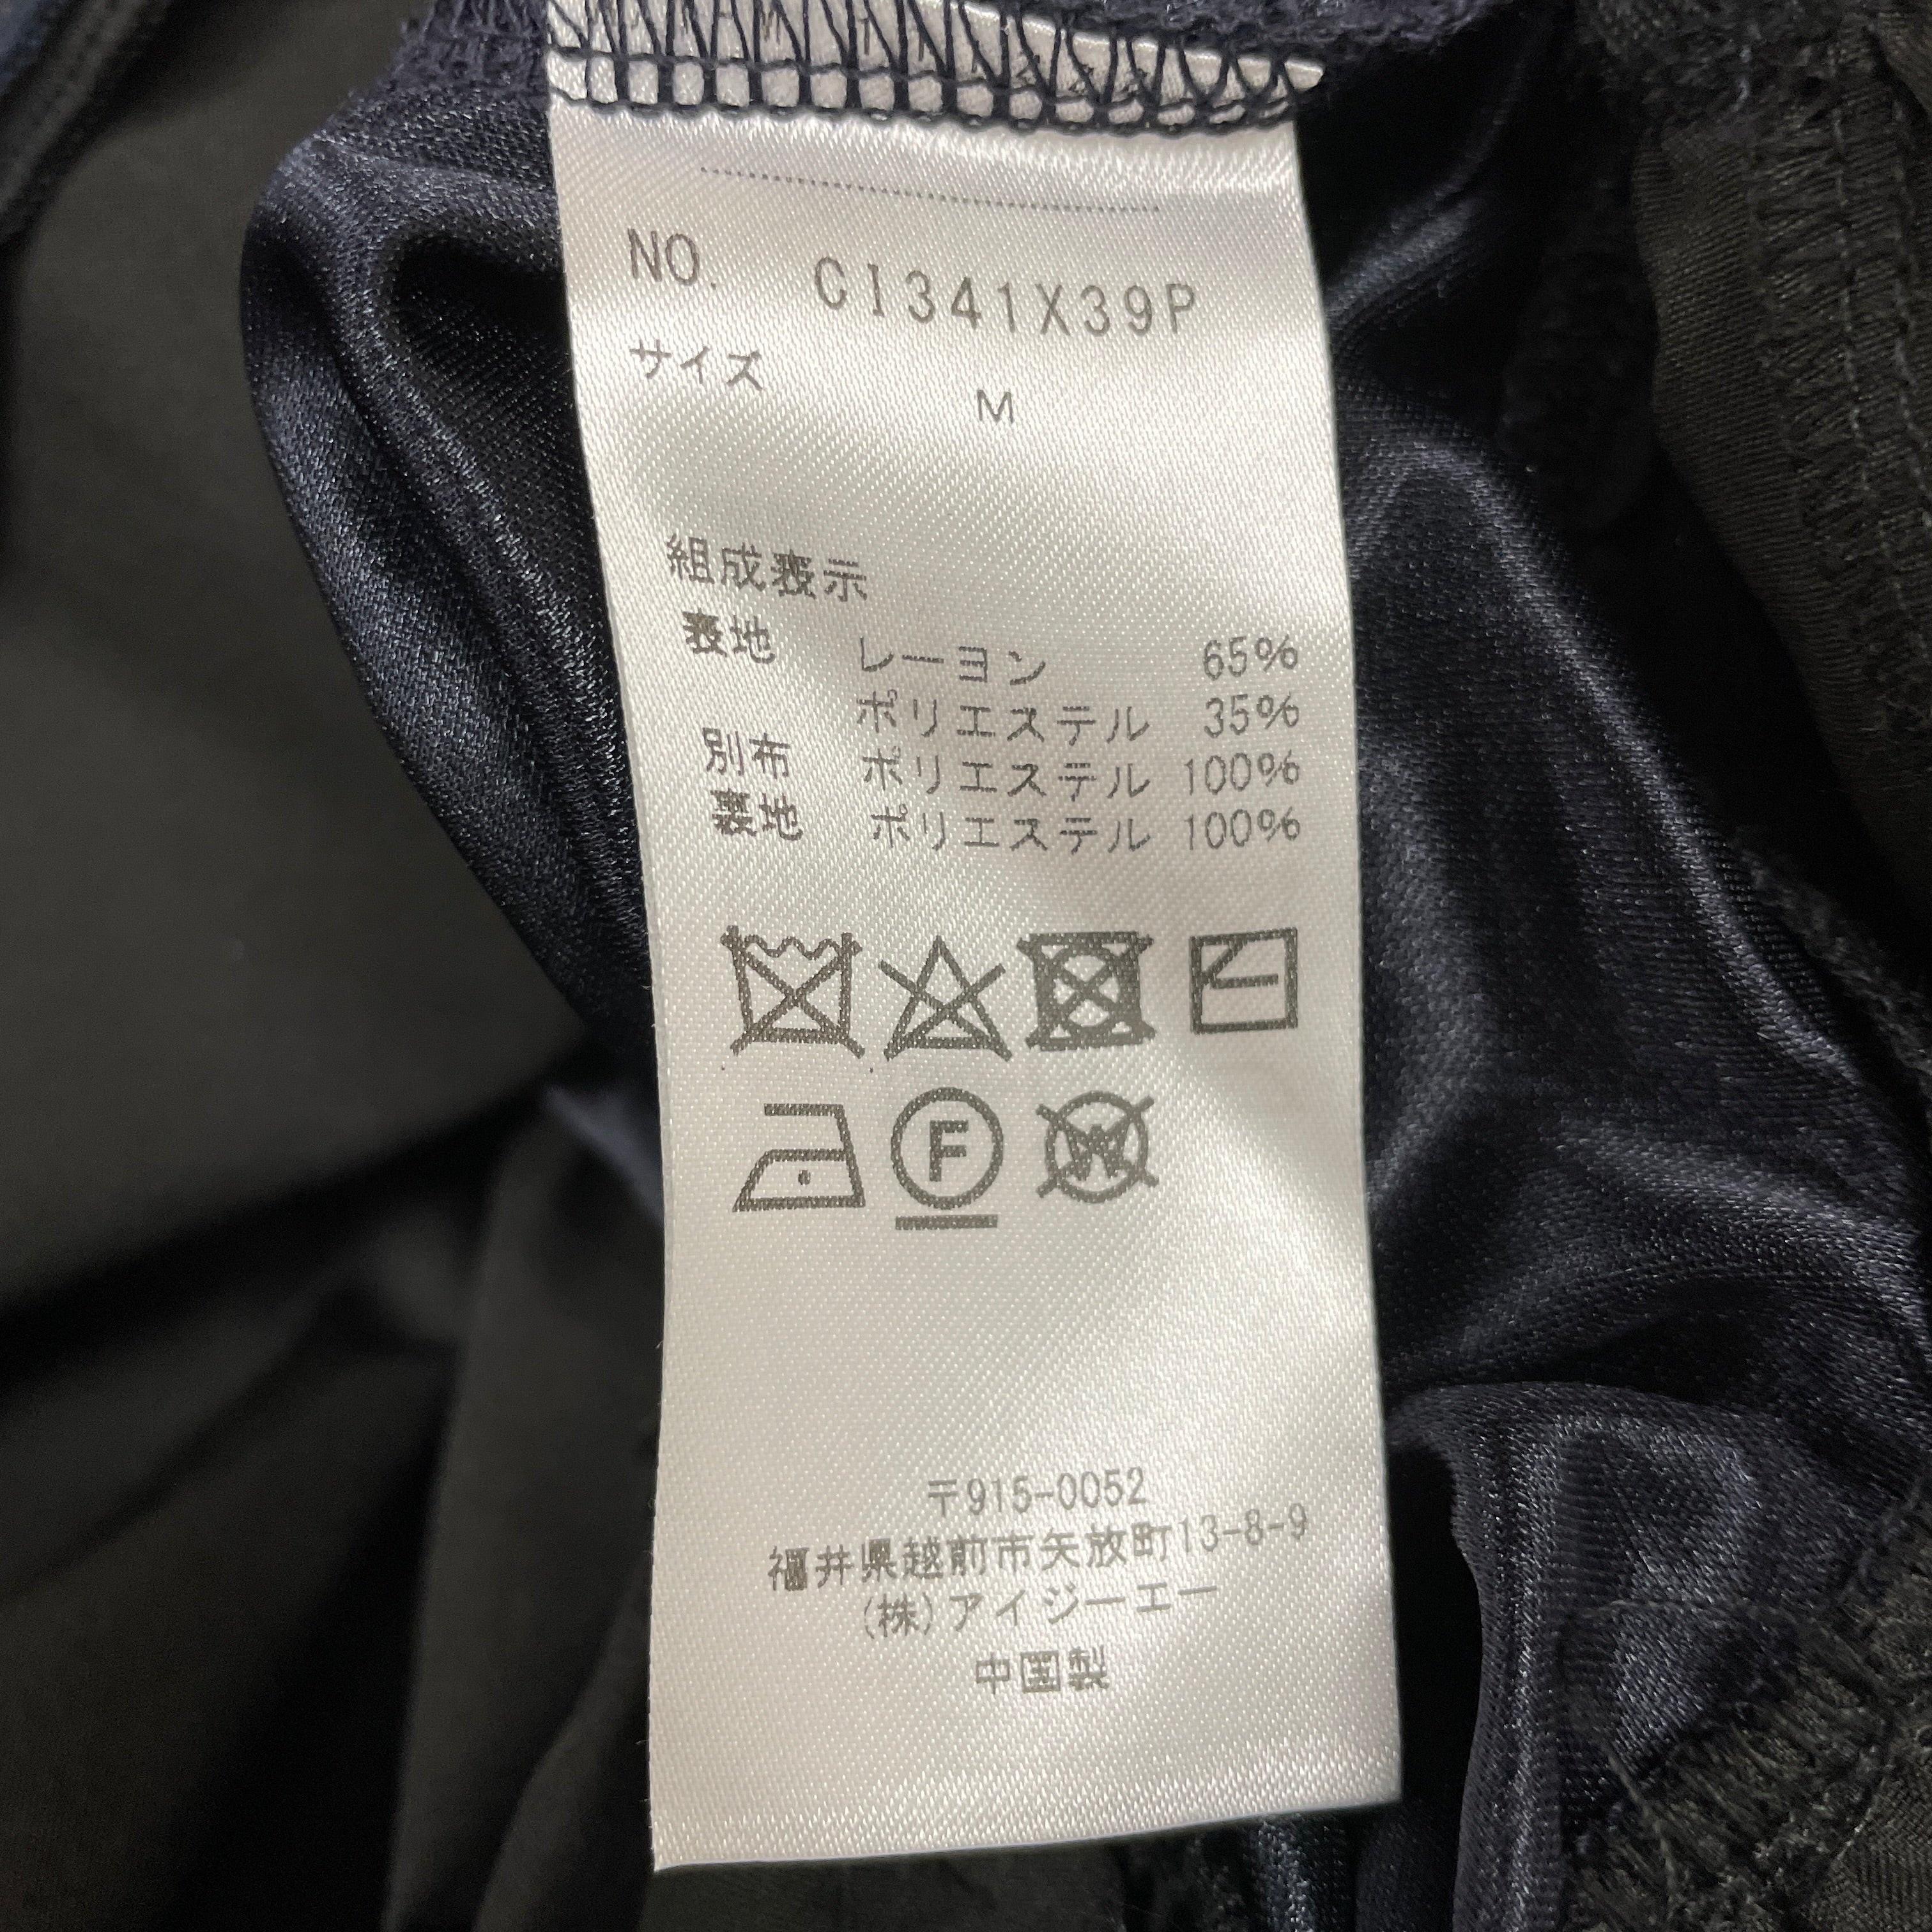 NO. CI341X39P
サイズ M
組成表示
表地 レーヨン 65%
ポリエステル 35%
別布 ポリエステル 100%
裏地 ポリエステル 100%
F W
〒915-0052
福井県越前市矢放町13-8-9
(株)アイジーエー
中国製